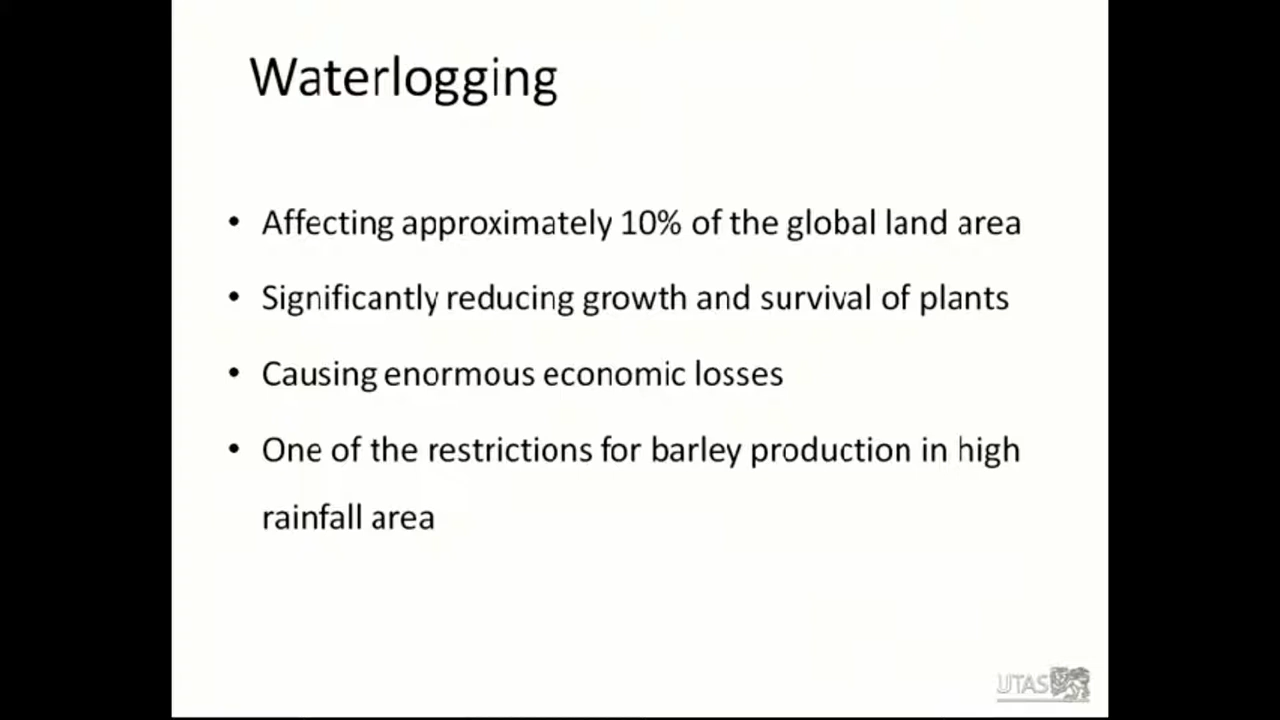 Waterlogging
• Affecting approximately 10% of the global land area
• Significantly reducing growth and survival of plants
• Causing enormous economic losses
• One of the restrictions for barley production in high
rainfall area
UTAS